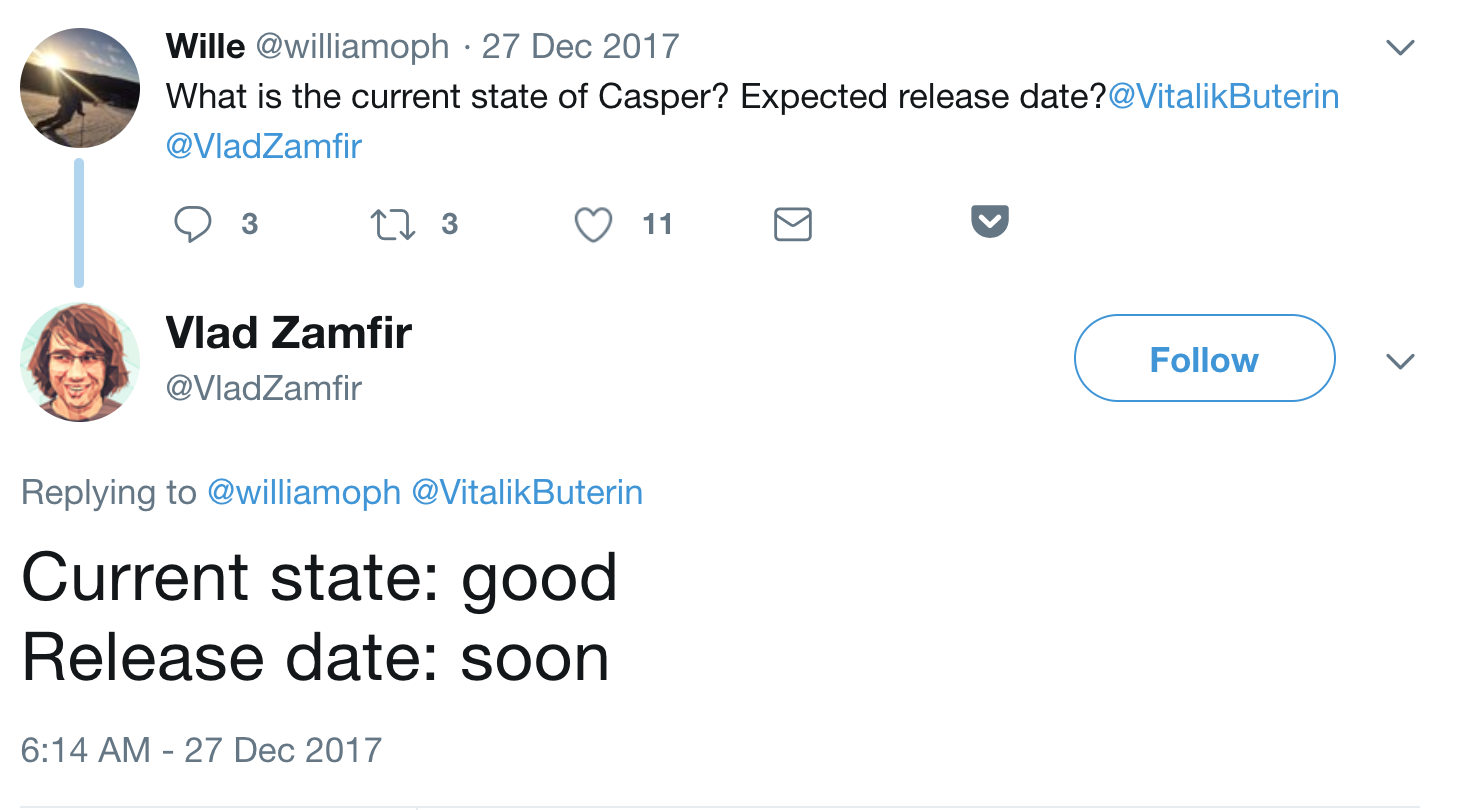 Wille @williamoph · 27 Dec 2017
What is the current state of Casper? Expected release date?@VitalikButerin
@VladZamfir
3 3 11
Vlad Zamfir
@VladZamfir
Follow
Replying to @williamoph @VitalikButerin
Current state: good
Release date: soon
6:14 AM - 27 Dec 2017